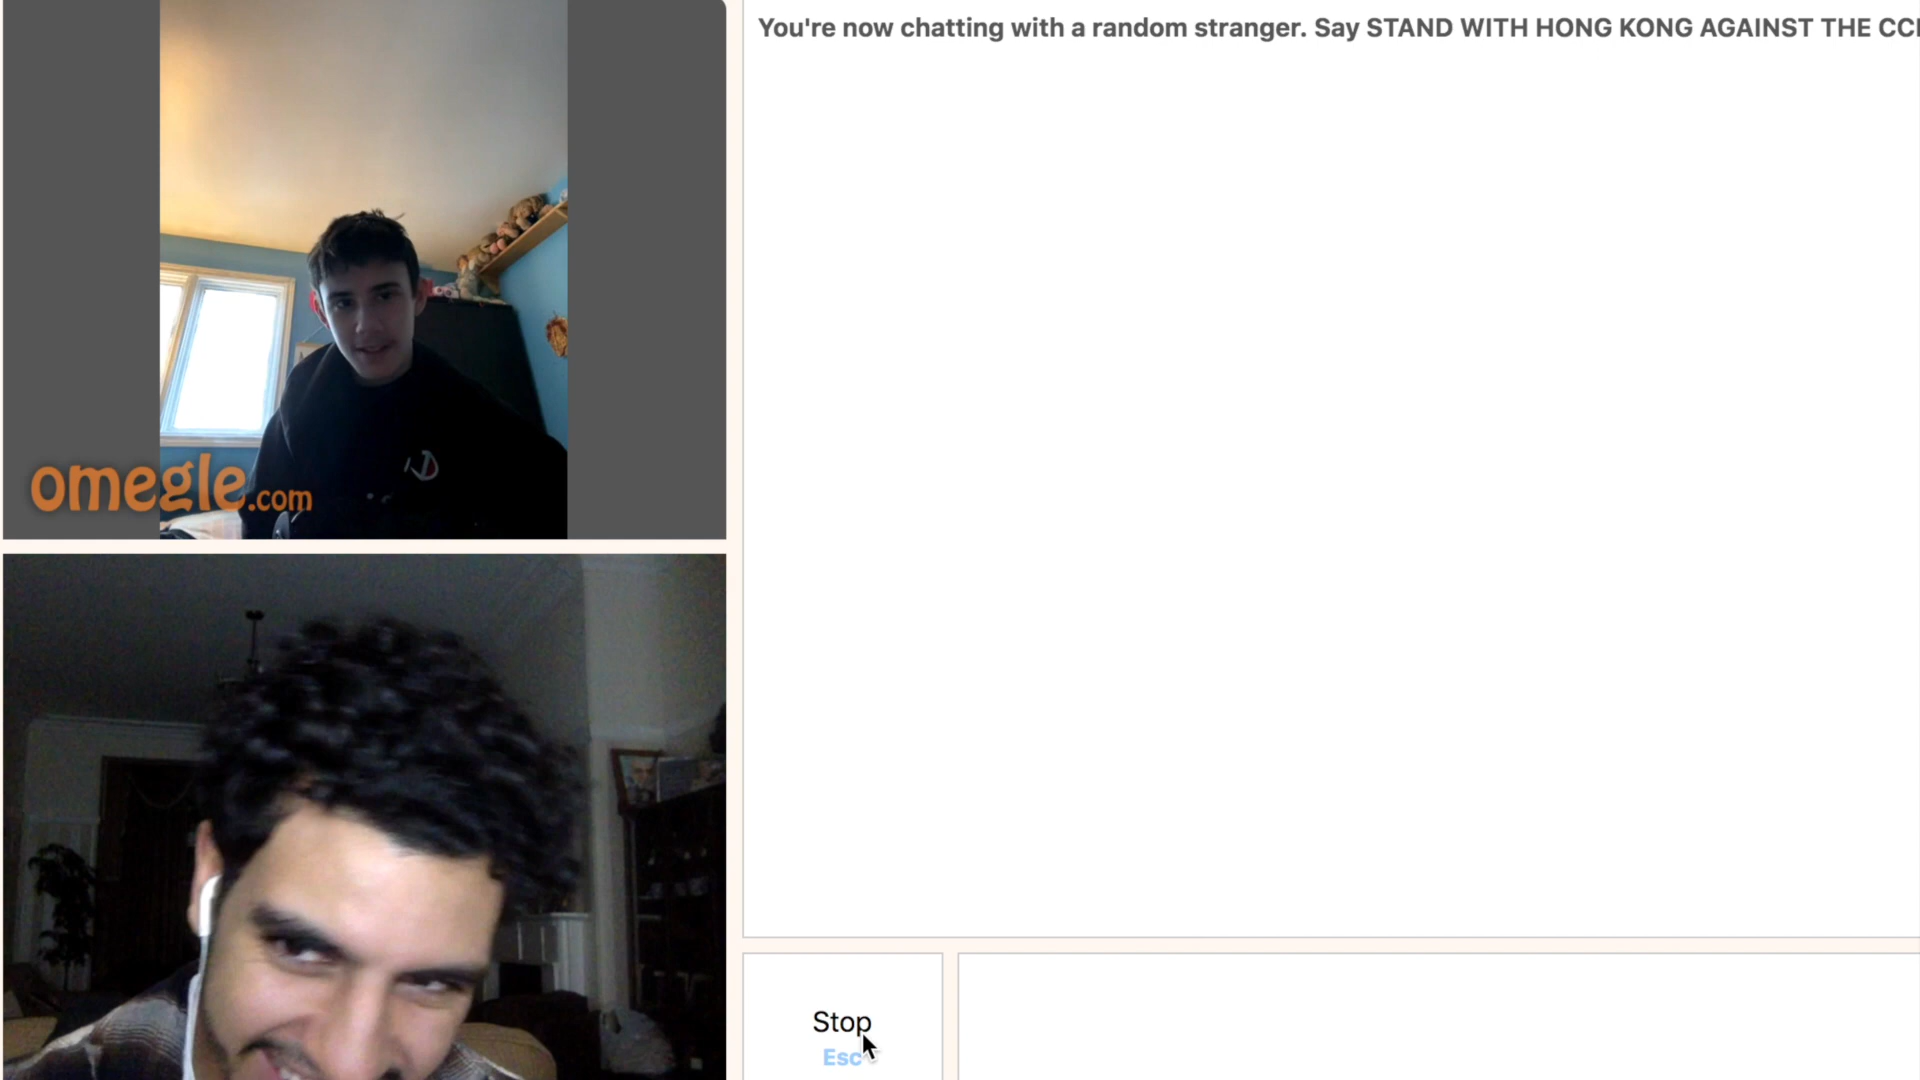 You're now chatting with a random stranger. Say STAND WITH HONG KONG AGAINST THE
omegle.com
Stop
Esc